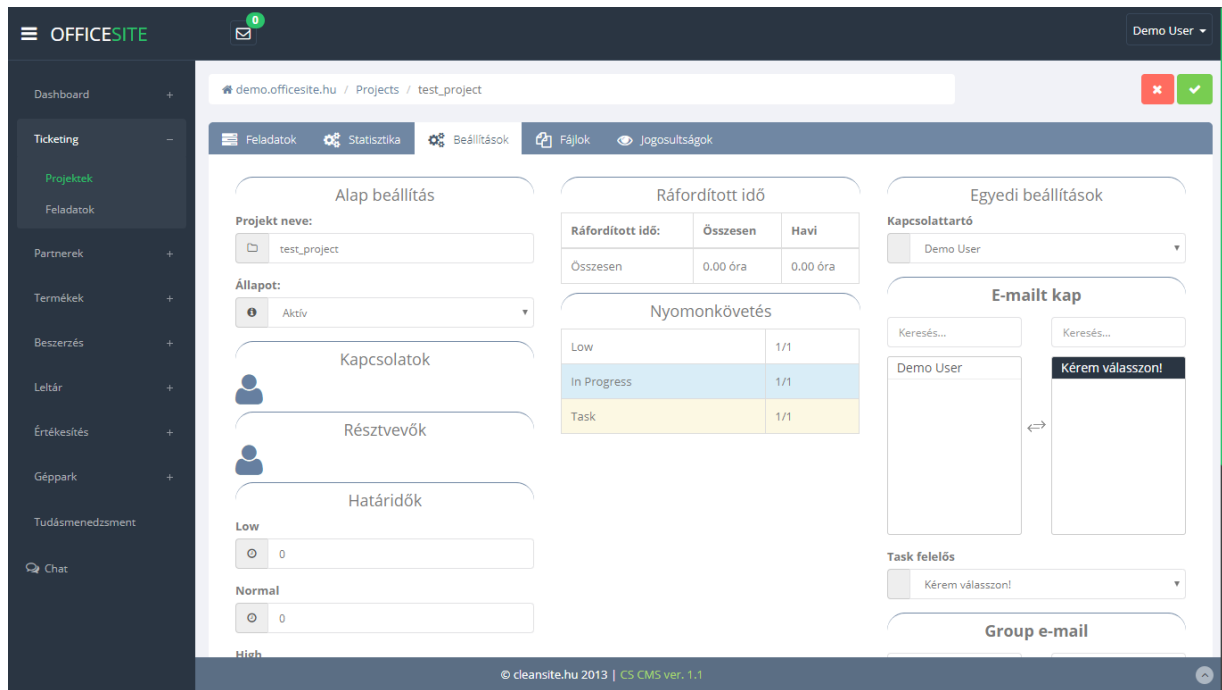 OFFICESITE
0
Demo User
Dashboard +
Ticketing −
Projektek
Feladatok
Partnerek +
Termékek +
Beszerzés +
Leltár +
Értékesítés +
Géppark +
Tudásmenedzsment
Chat
demo.officesite.hu / Projects / test_project
Feladatok Statisztika Beállítások Fájlok Jogosultságok
Alap beállítás
Projekt neve:
test_project
Állapot:
Aktív
Kapcsolatok
Résztvevők
Határidők
Low
0
Normal
0
High
Ráfordított idő
Ráfordított idő: Összesen Havi
Összesen 0.00 óra 0.00 óra
Nyomonkövetés
Low 1/1
In Progress 1/1
Task 1/1
Egyedi beállítások
Kapcsolattartó
Demo User
E-mailt kap
Keresés... Keresés...
Demo User Kérem válasszon!
Task felelős
Kérem válasszon!
Group e-mail
© cleansite.hu 2013 | CS CMS ver. 1.1